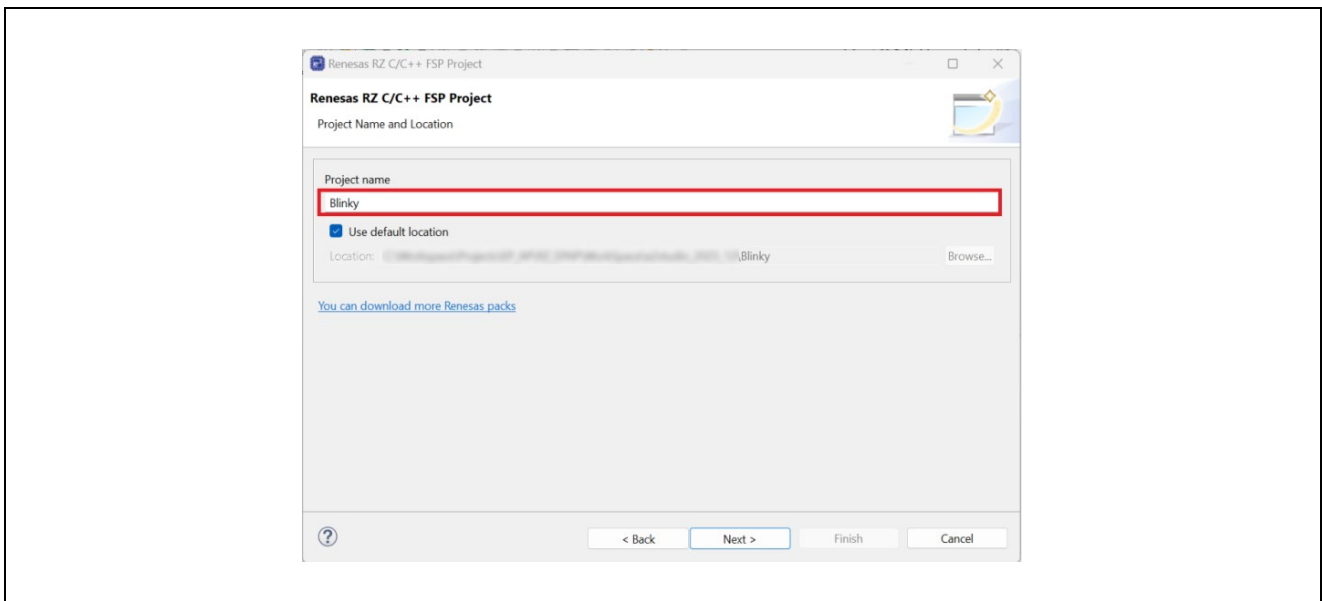 Renesas RZ C/C++ FSP Project
Renesas RZ C/C++ FSP Project
Project Name and Location
Project name
Blinky
Use default location
Location: \Blinky Browse...
You can download more Renesas packs
? < Back Next > Finish Cancel